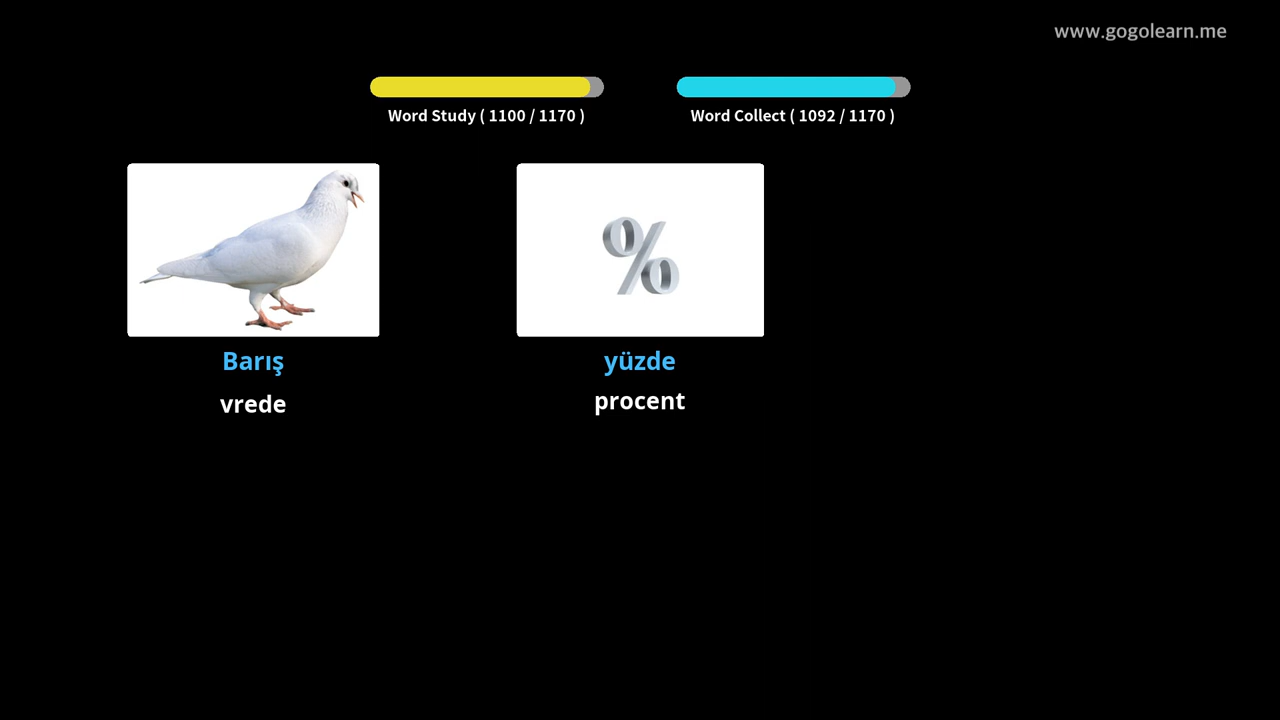 www.gogolearn.me
Word Study ( 1100 / 1170 )
Word Collect ( 1092 / 1170 )
%
Barış
vrede
yüzde
procent